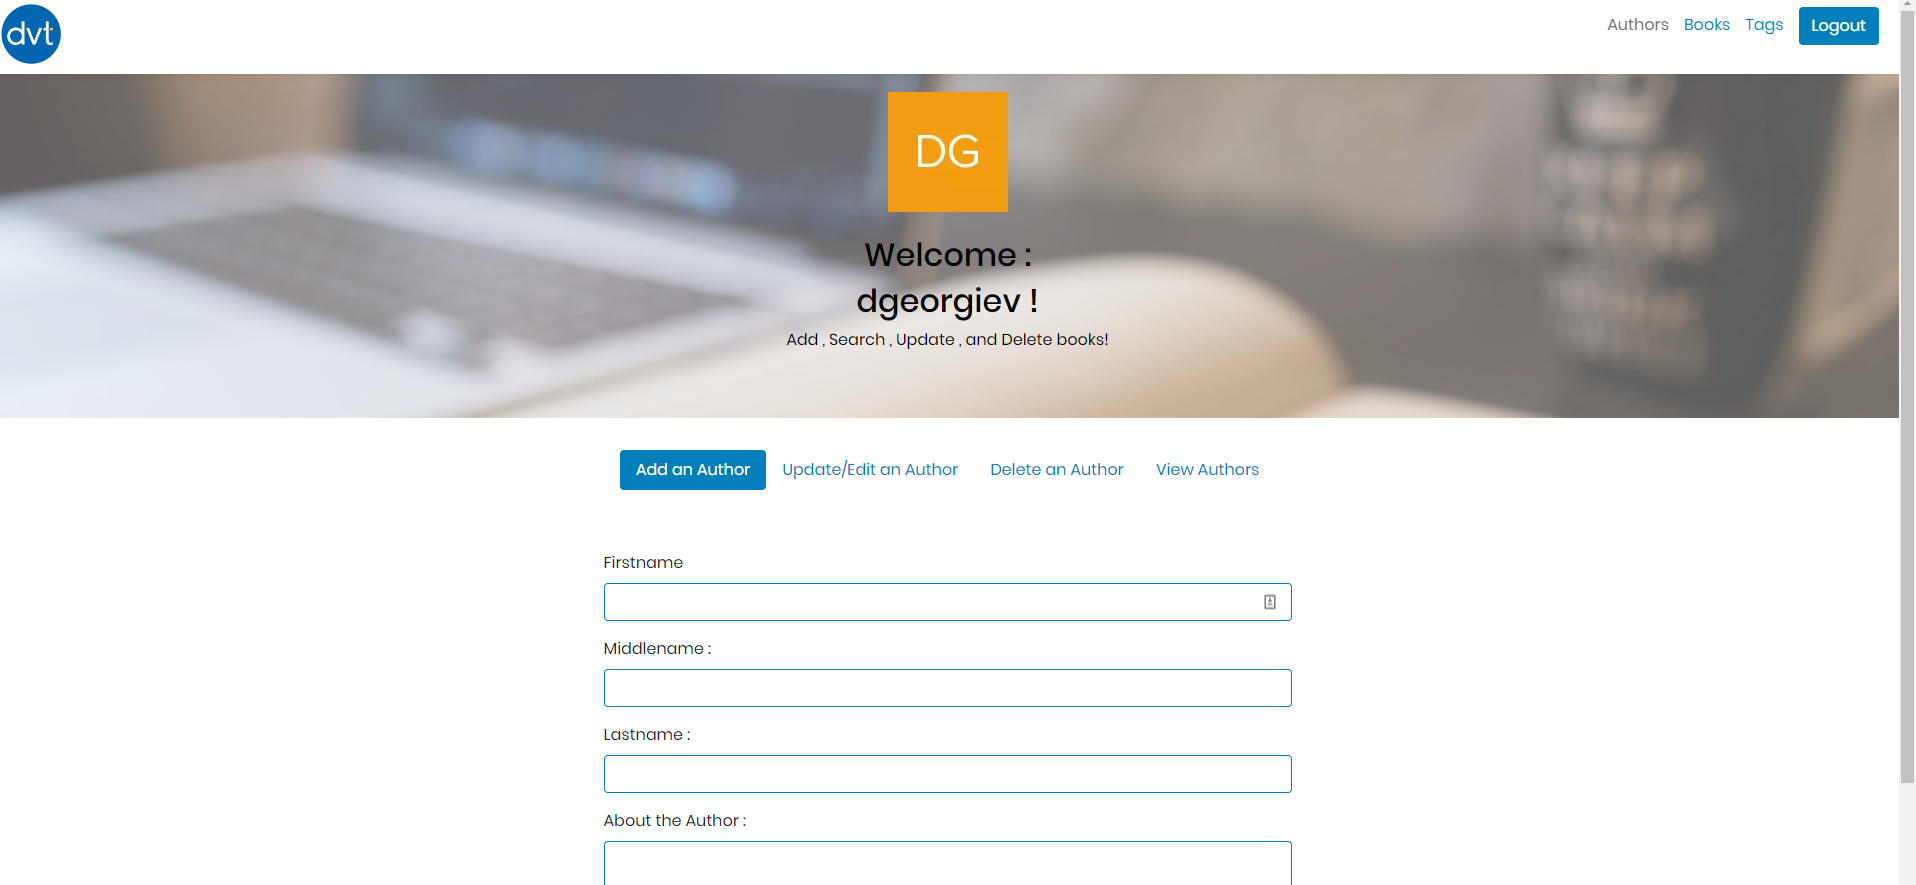 dvt
Authors Books Tags Logout
DG
Welcome :
dgeorgiev !
Add , Search , Update , and Delete books!
Add an Author Update/Edit an Author Delete an Author View Authors
Firstname
Middlename :
Lastname :
About the Author :